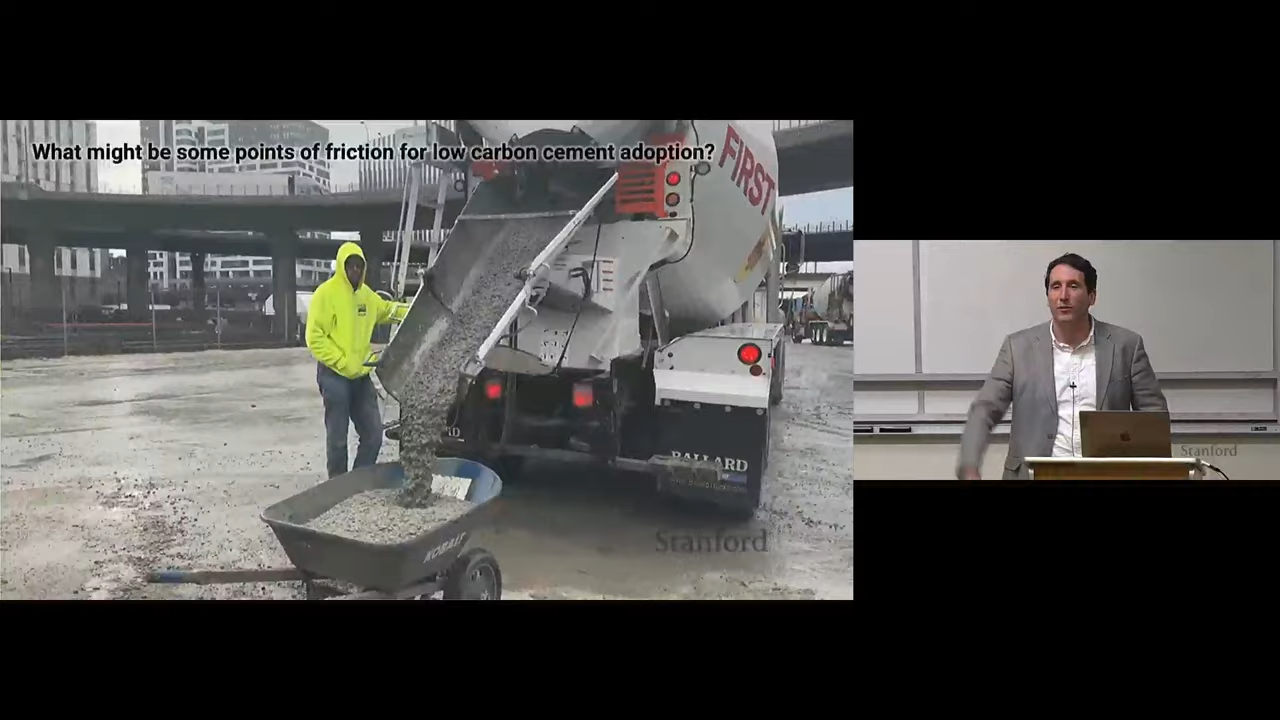 What might be some points of friction for low carbon cement adoption?
FIRST
BALLARD
KOBALT
Stanford
Stanford